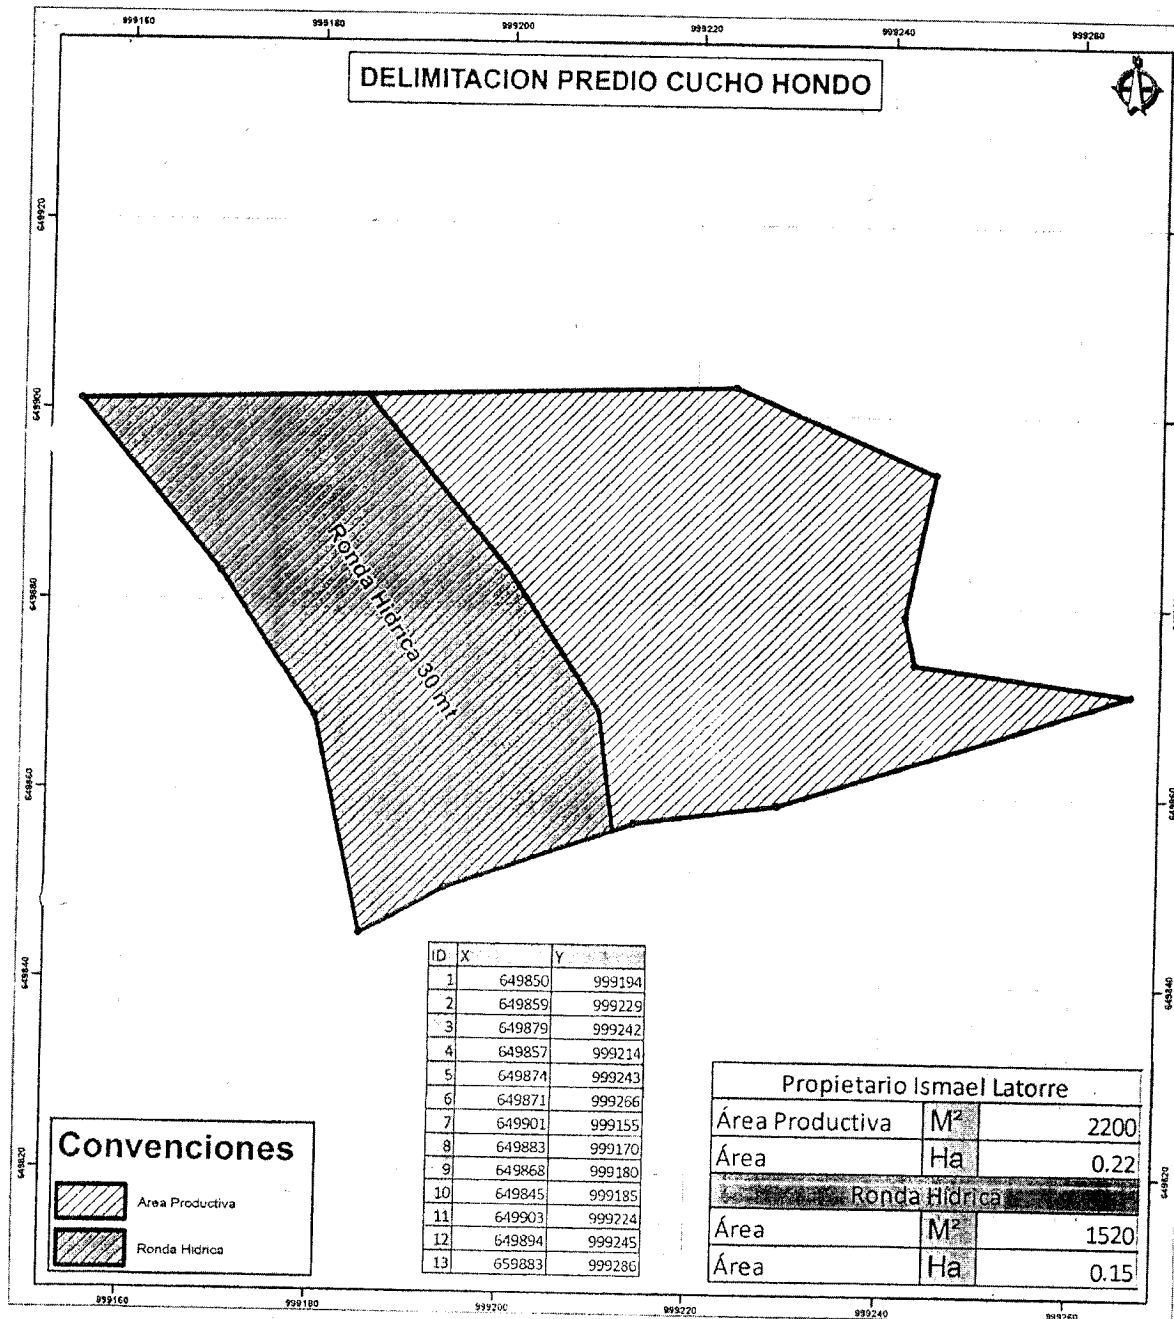 999160 999180 999200 999220 999240 999260
DELIMITACION PREDIO CUCHO HONDO
649920
649900
649880
649860
649840
649820
Ronda Hidrica 30 mt
649860
649840
649820
ID X Y
1 649850 999194
2 649859 999229
3 649879 999242
4 649857 999214
5 649874 999243
6 649871 999266
7 649901 999155
8 649883 999170
9 649868 999180
10 649845 999185
11 649903 999224
12 649894 999245
13 659883 999286
Convenciones
Area Productiva
Ronda Hidrica
Propietario Ismael Latorre
Área Productiva M² 2200
Área Ha 0.22
Ronda Hídrica
Área M² 1520
Área Ha 0.15
999160 999180 999200 999220 999240 999260